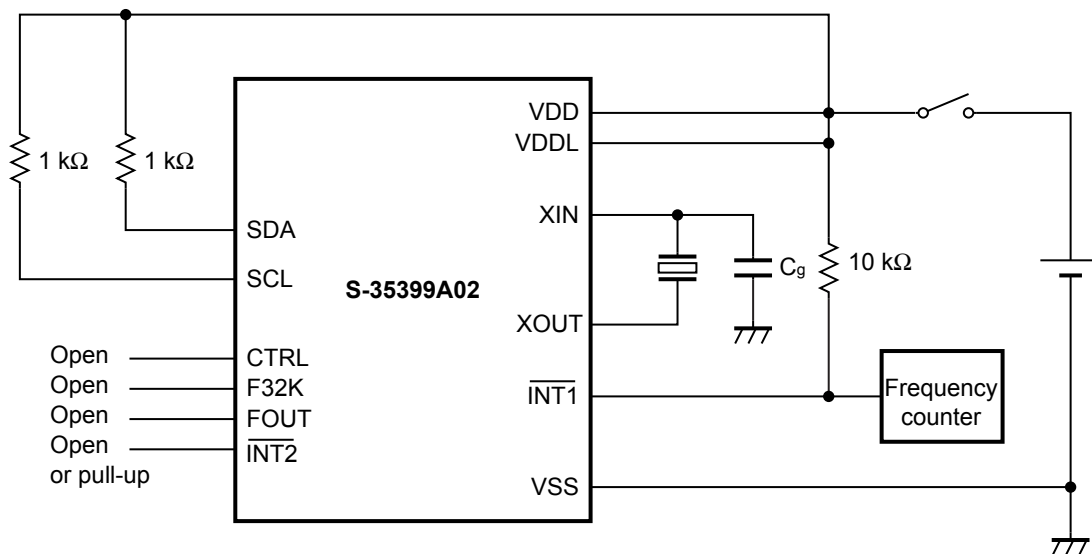 VDD
VDDL
1 kΩ
1 kΩ
SDA
XIN
SCL
S-35399A02
Cg
10 kΩ
XOUT
Open
CTRL
Open
F32K
INT1
Frequency
counter
Open
FOUT
Open
or pull-up
INT2
VSS